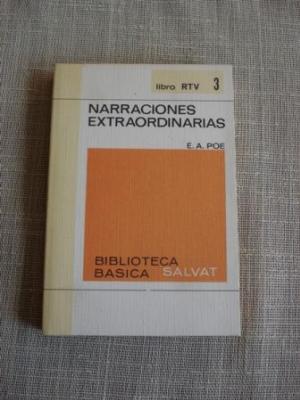 libro RTV 3
NARRACIONES
EXTRAORDINARIAS
E. A. POE
BIBLIOTECA
BASICA SALVAT